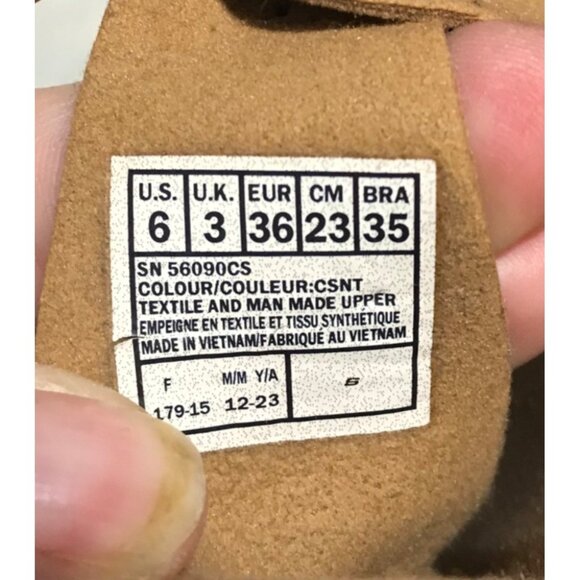 U.S. U.K. EUR CM BRA
6 3 36 23 35
SN 56090CS
COLOUR/COULEUR:CSNT
TEXTILE AND MAN MADE UPPER
EMPEIGNE EN TEXTILE ET TISSU SYNTHÉTIQUE
MADE IN VIETNAM/FABRIQUÉ AU VIETNAM
F M/M Y/A
179-15 12-23